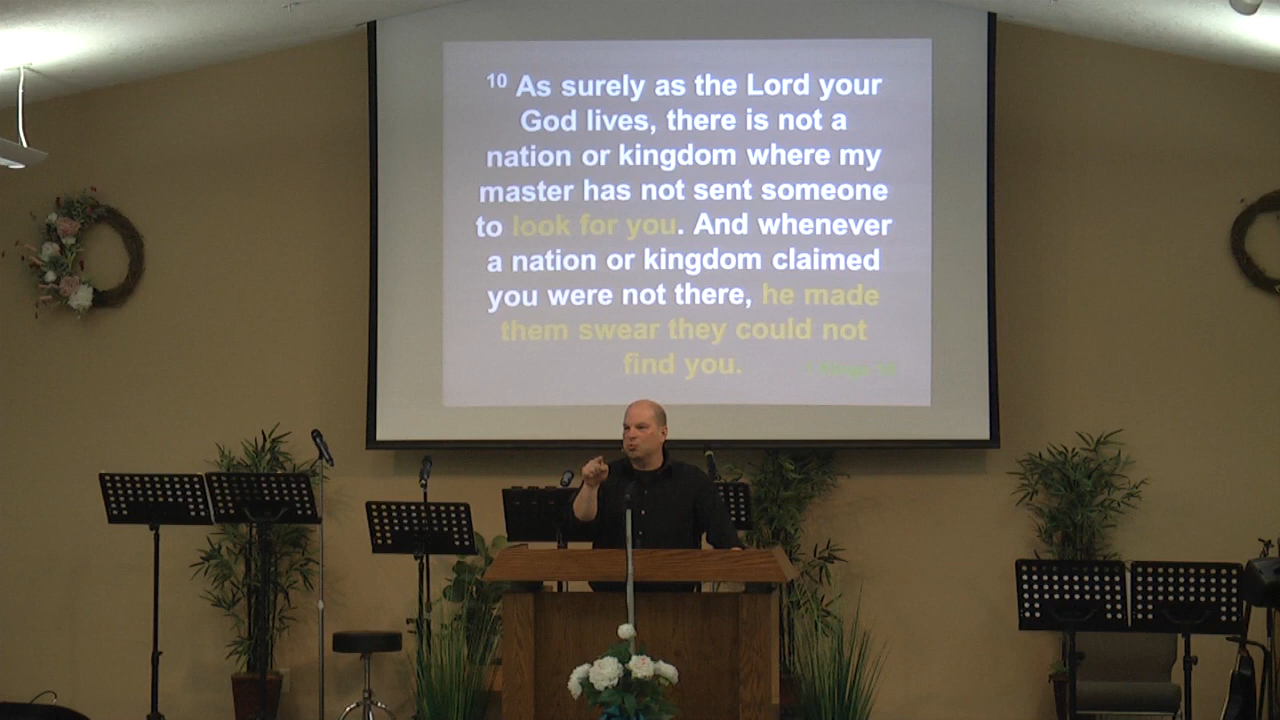 10 As surely as the Lord your
God lives, there is not a
nation or kingdom where my
master has not sent someone
to look for you. And whenever
a nation or kingdom claimed
you were not there, he made
them swear they could not
find you.